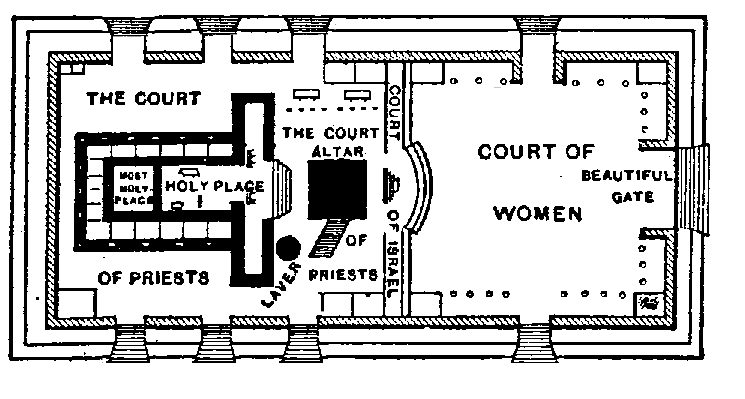 THE COURT
OF PRIESTS
MOST
HOLY
PLACE
HOLY PLACE
LAVER
THE COURT
ALTAR
OF
PRIESTS
COURT
OF ISRAEL
COURT OF
WOMEN
BEAUTIFUL
GATE